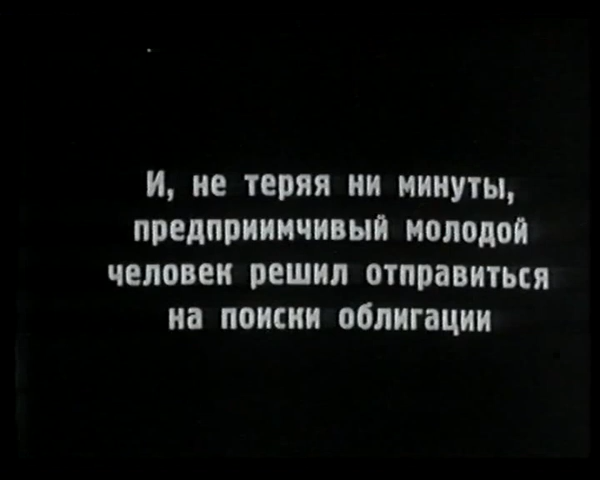 И, не теряя ни минуты,
предприимчивый молодой
человек решил отправиться
на поиски облигации